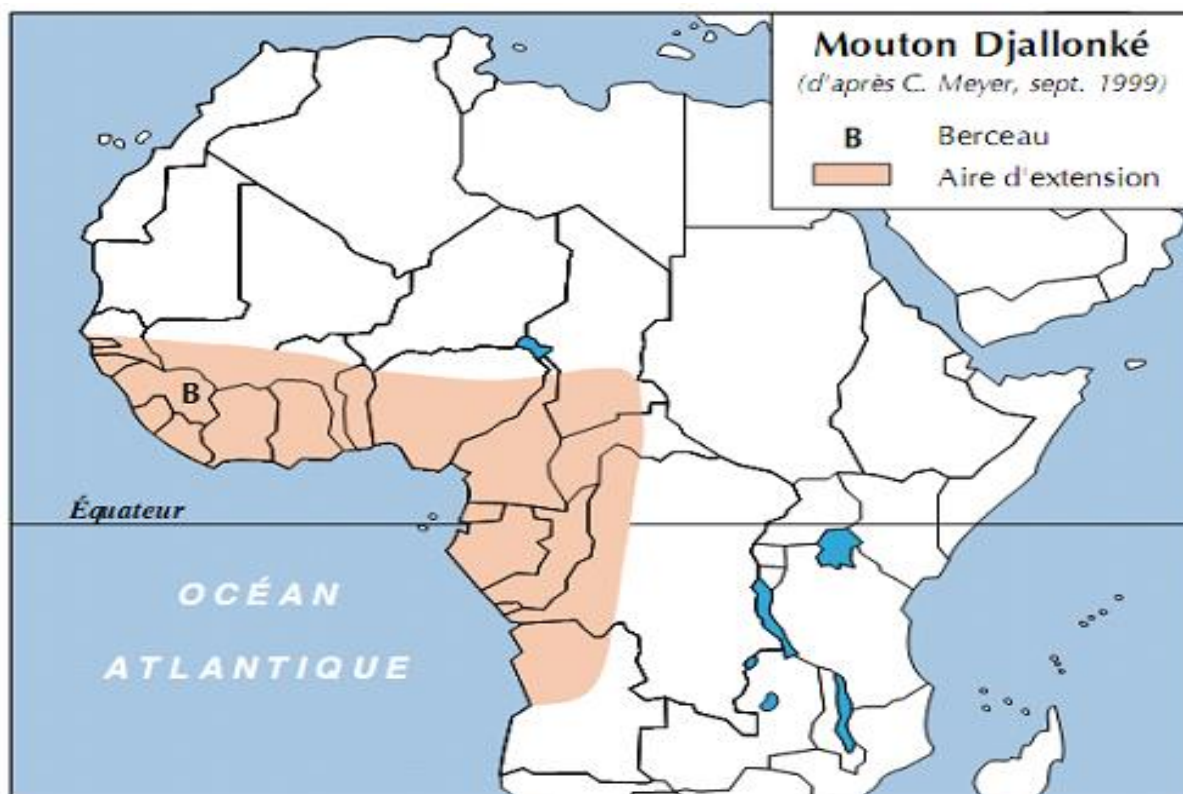 Mouton Djallonké
(d'après C. Meyer, sept. 1999)
B Berceau
Aire d'extension
B
Équateur
OCÉAN
ATLANTIQUE